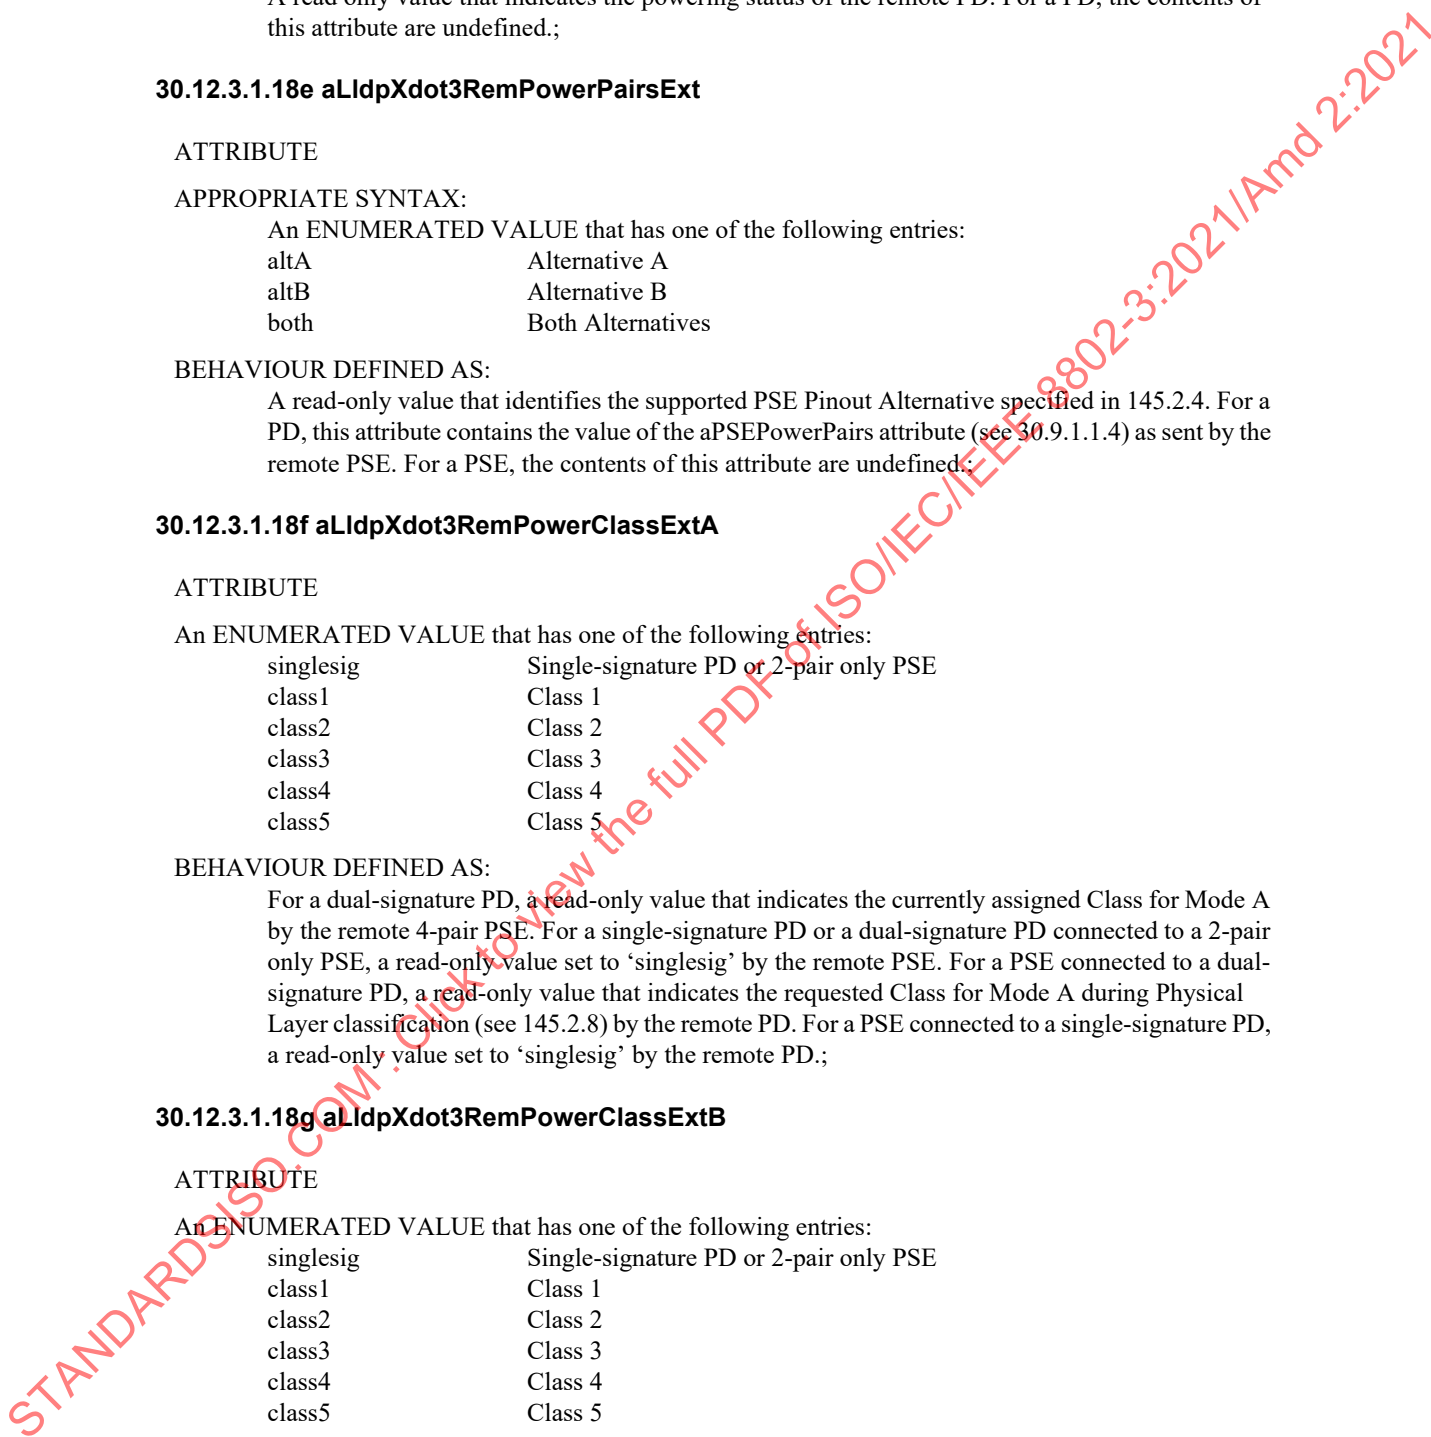 A read-only value that indicates the powering status of the remote PD. For a PD, the contents of
this attribute are undefined.;
30.12.3.1.18e aLldpXdot3RemPowerPairsExt
ATTRIBUTE
APPROPRIATE SYNTAX:
An ENUMERATED VALUE that has one of the following entries:
altA Alternative A
altB Alternative B
both Both Alternatives
BEHAVIOUR DEFINED AS:
A read-only value that identifies the supported PSE Pinout Alternative specified in 145.2.4. For a
PD, this attribute contains the value of the aPSEPowerPairs attribute (see 30.9.1.1.4) as sent by the
remote PSE. For a PSE, the contents of this attribute are undefined.;
30.12.3.1.18f aLldpXdot3RemPowerClassExtA
ATTRIBUTE
An ENUMERATED VALUE that has one of the following entries:
singlesig Single-signature PD or 2-pair only PSE
class1 Class 1
class2 Class 2
class3 Class 3
class4 Class 4
class5 Class 5
BEHAVIOUR DEFINED AS:
For a dual-signature PD, a read-only value that indicates the currently assigned Class for Mode A
by the remote 4-pair PSE. For a single-signature PD or a dual-signature PD connected to a 2-pair
only PSE, a read-only value set to ‘singlesig’ by the remote PSE. For a PSE connected to a dual-
signature PD, a read-only value that indicates the requested Class for Mode A during Physical
Layer classification (see 145.2.8) by the remote PD. For a PSE connected to a single-signature PD,
a read-only value set to ‘singlesig’ by the remote PD.;
30.12.3.1.18g aLldpXdot3RemPowerClassExtB
ATTRIBUTE
An ENUMERATED VALUE that has one of the following entries:
singlesig Single-signature PD or 2-pair only PSE
class1 Class 1
class2 Class 2
class3 Class 3
class4 Class 4
class5 Class 5
STANDARDSISO.COM : Click to view the full PDF of ISO/IEC/IEEE 8802-3:2021/Amd 2:2021